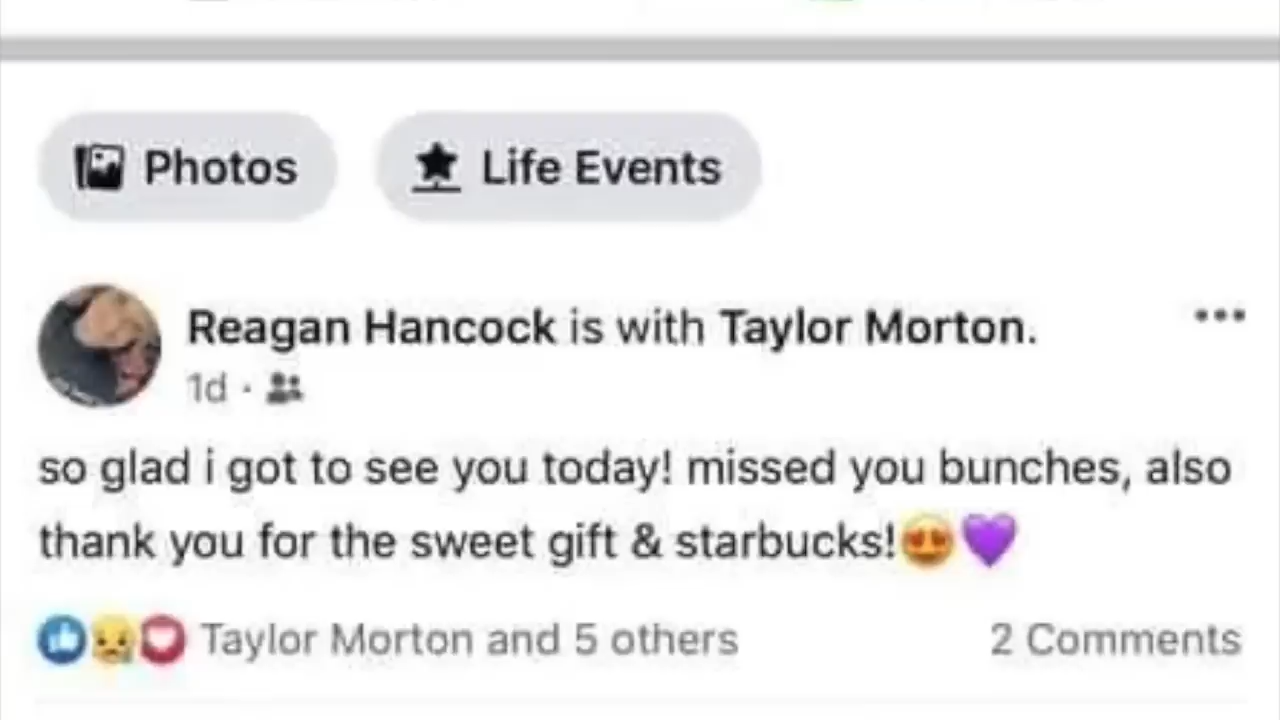 Photos
Life Events
Reagan Hancock is with Taylor Morton.
1d ·
so glad i got to see you today! missed you bunches, also
thank you for the sweet gift & starbucks!😍💜
Taylor Morton and 5 others
2 Comments